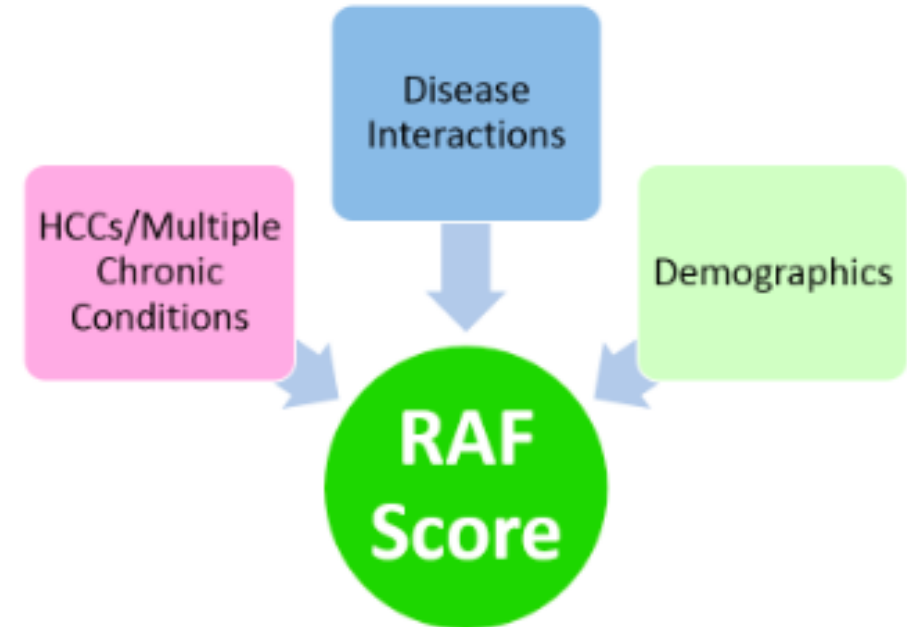 Disease
Interactions
HCCs/Multiple
Chronic
Conditions
Demographics
RAF
Score